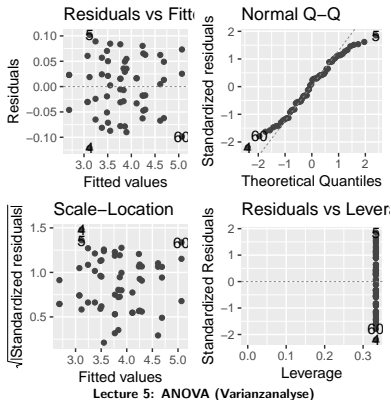 Residuals vs Fitte
Residuals
0.10
0.05
0.00
−0.05
−0.10
5
4
60
3.0 3.5 4.0 4.5 5.0
Fitted values
Normal Q−Q
Standardized residuals
2
1
0
−1
−2
5
60
4
−2 −1 0 1 2
Theoretical Quantiles
Scale−Location
√|Standardized residuals|
1.5
1.0
0.5
4
5
60
3.0 3.5 4.0 4.5 5.0
Fitted values
Residuals vs Levera
Standardized Residuals
2
1
0
−1
−2
5
60
4
0.0 0.1 0.2 0.3
Leverage
Lecture 5: ANOVA (Varianzanalyse)